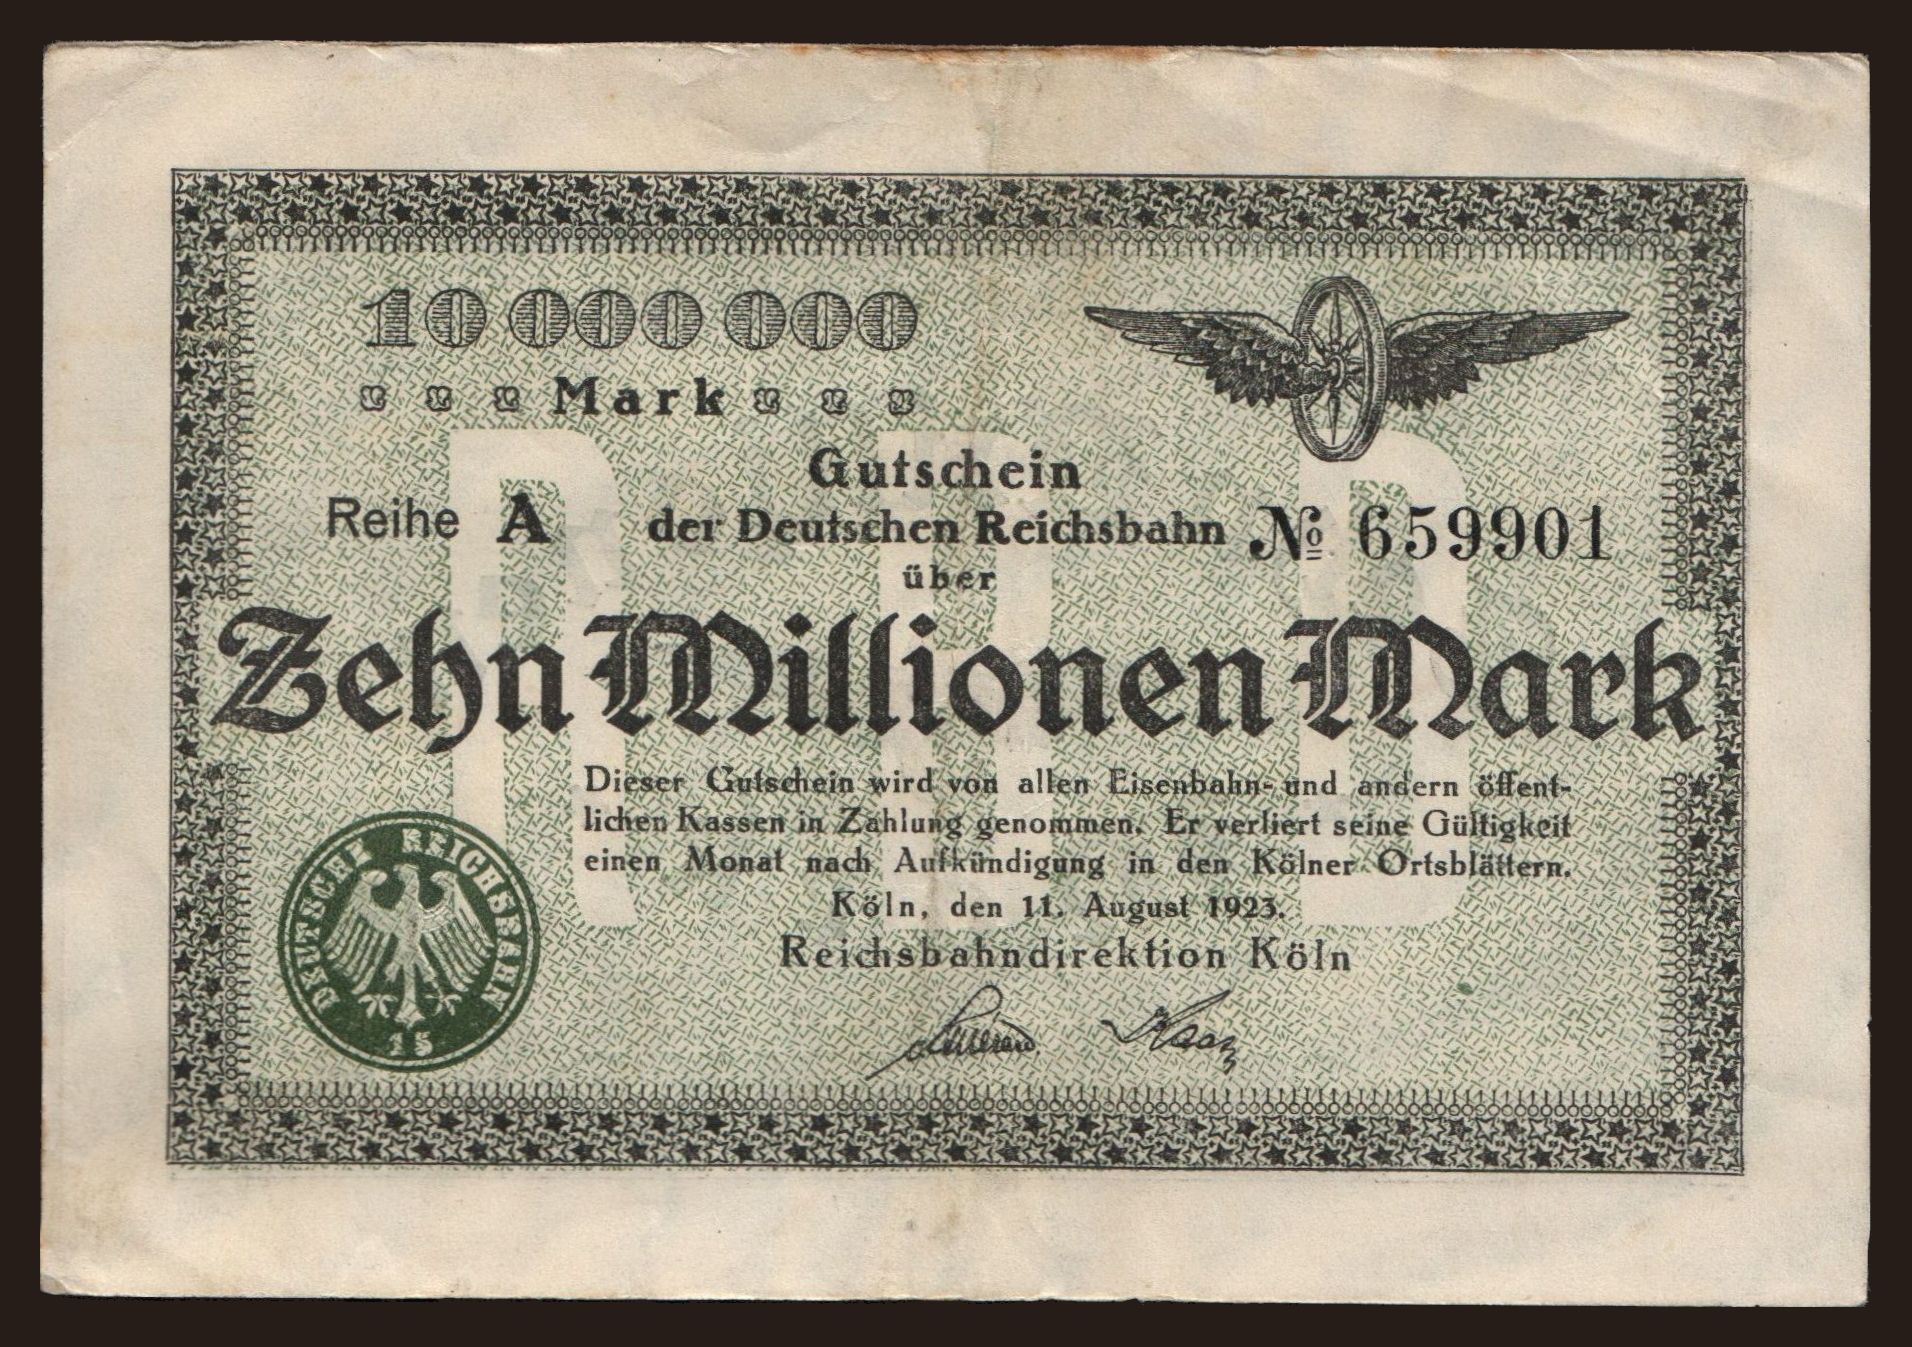 10 000 000
Mark
Gutschein
Reihe A der Deutschen Reichsbahn № 659901
über
Zehn Millionen Mark
Dieser Gutschein wird von allen Eisenbahn- und andern öffent-
lichen Kassen in Zahlung genommen. Er verliert seine Gültigkeit
einen Monat nach Aufkündigung in den Kölner Ortsblättern.
Köln, den 11. August 1923.
Reichsbahndirektion Köln
DEUTSCHE REICHSBAHN
15